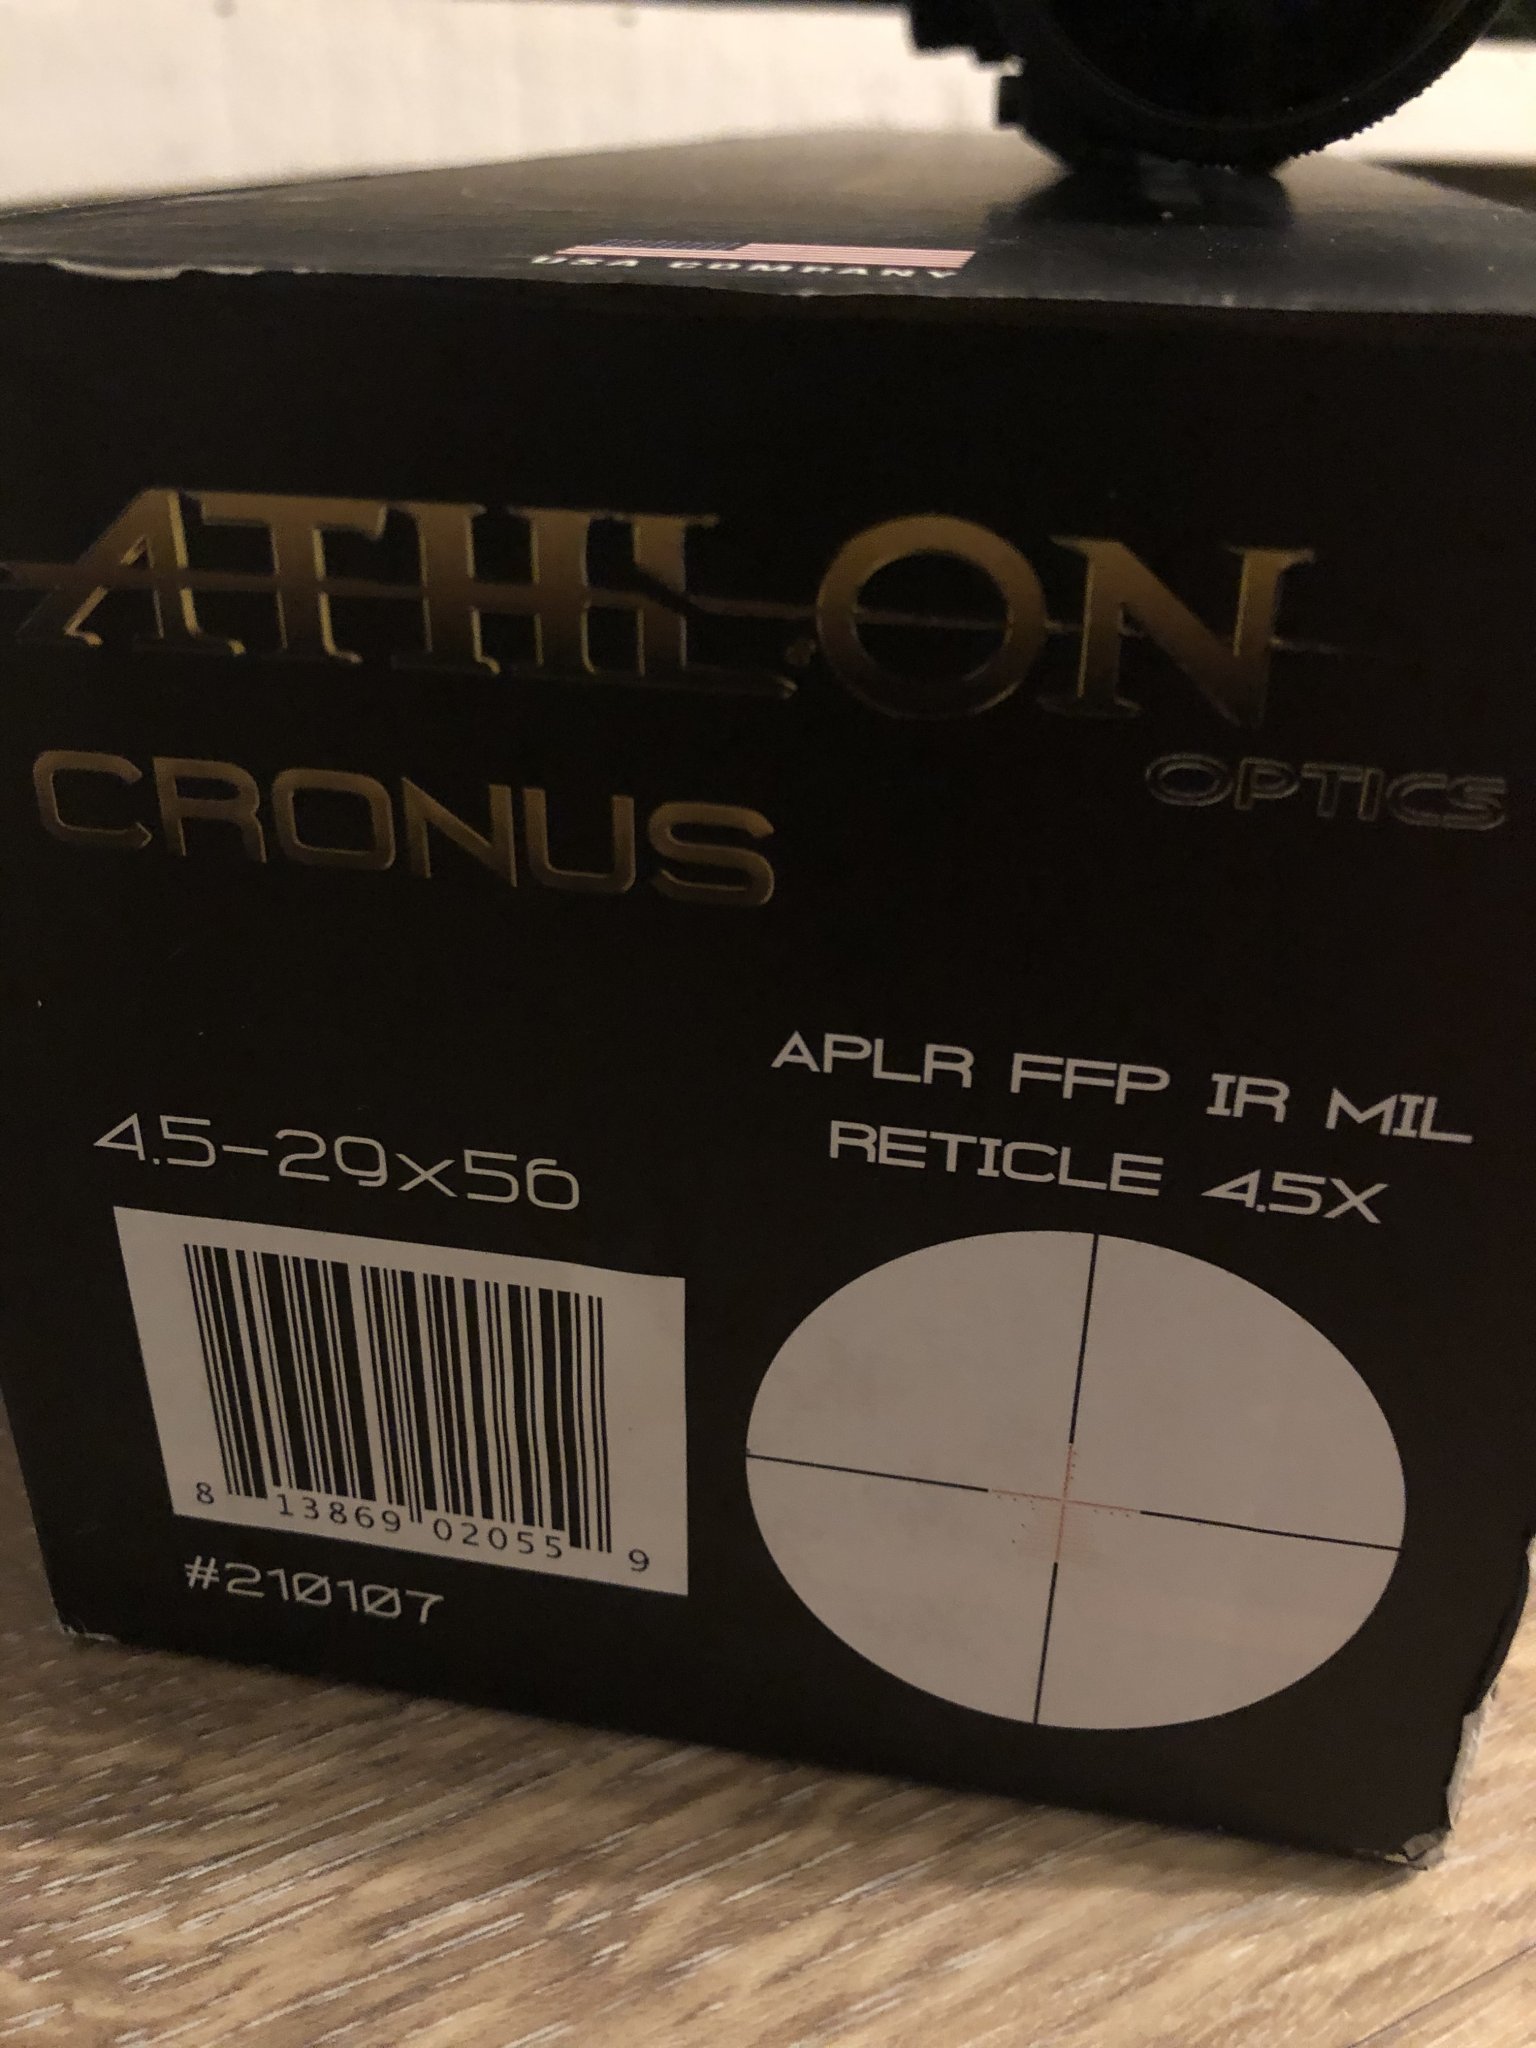 USA COMPANY
ATHLON
OPTICS
CRONUS
APLR FFP IR MIL
RETICLE 4.5X
4.5-29x56
8 13869 02055 9
#210107